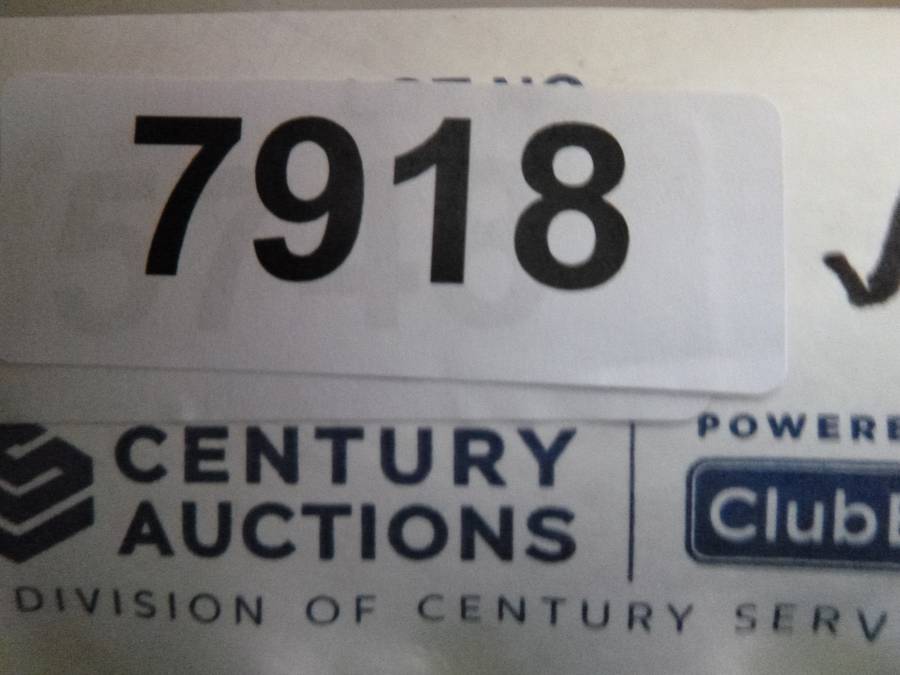 7918
CENTURY
AUCTIONS
DIVISION OF CENTURY SERV
POWERE
Club